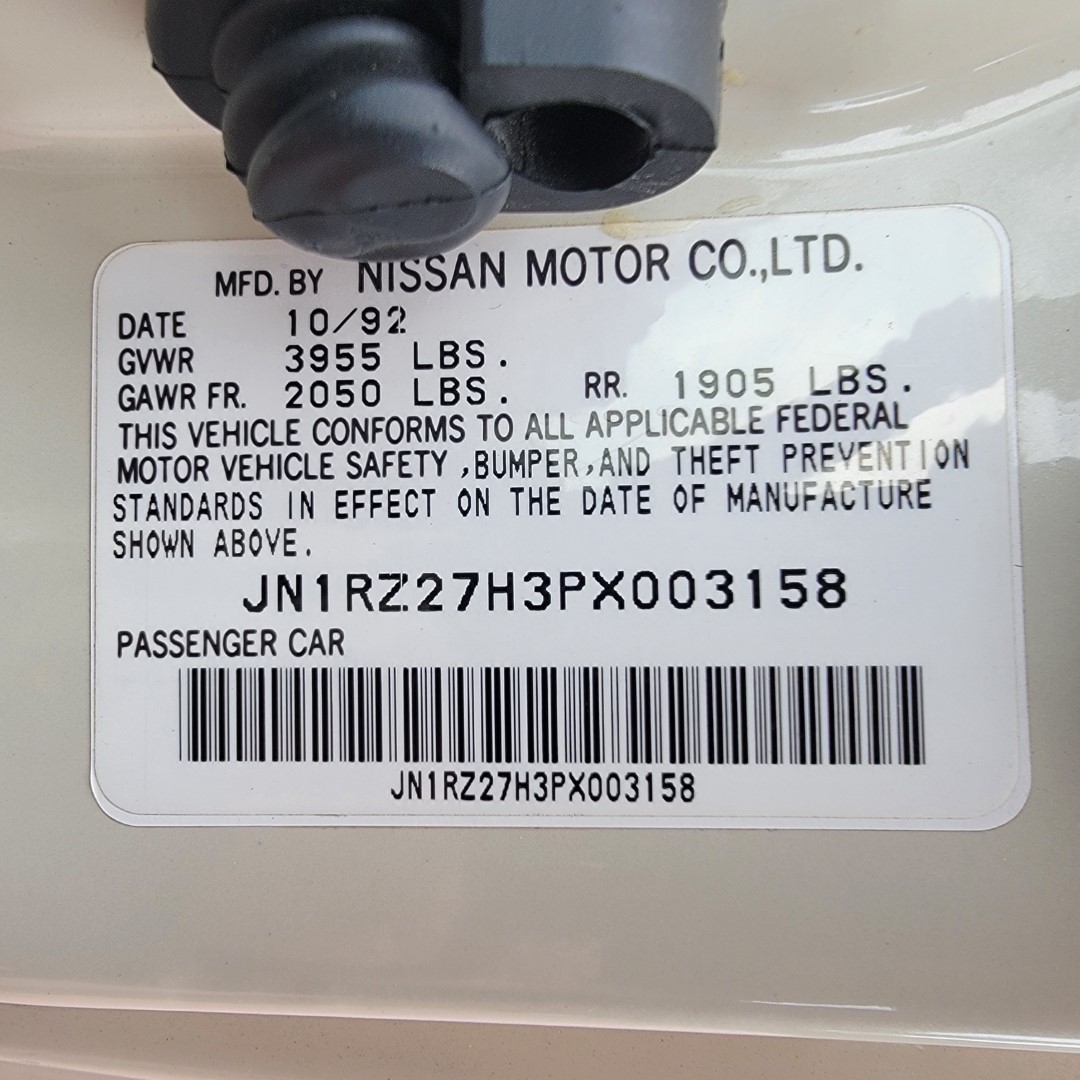 MFD. BY NISSAN MOTOR CO.,LTD.
DATE 10/92
GVWR 3955 LBS.
GAWR FR. 2050 LBS. RR. 1905 LBS.
THIS VEHICLE CONFORMS TO ALL APPLICABLE FEDERAL
MOTOR VEHICLE SAFETY ,BUMPER,AND THEFT PREVENTION
STANDARDS IN EFFECT ON THE DATE OF MANUFACTURE
SHOWN ABOVE.
JN1RZ27H3PX003158
PASSENGER CAR
JN1RZ27H3PX003158